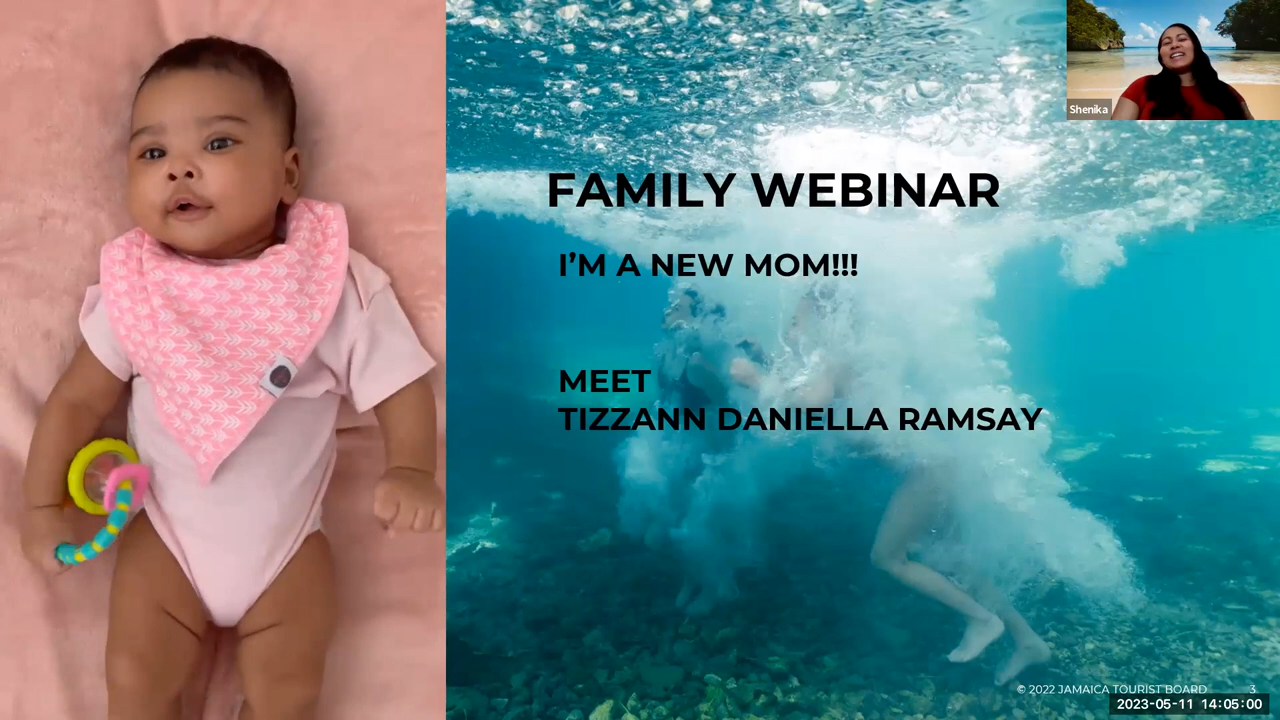 Shenika
FAMILY WEBINAR
I'M A NEW MOM!!!
MEET
TIZZANN DANIELLA RAMSAY
© 2022 JAMAICA TOURIST BOARD 3
2023-05-11 14:05:00